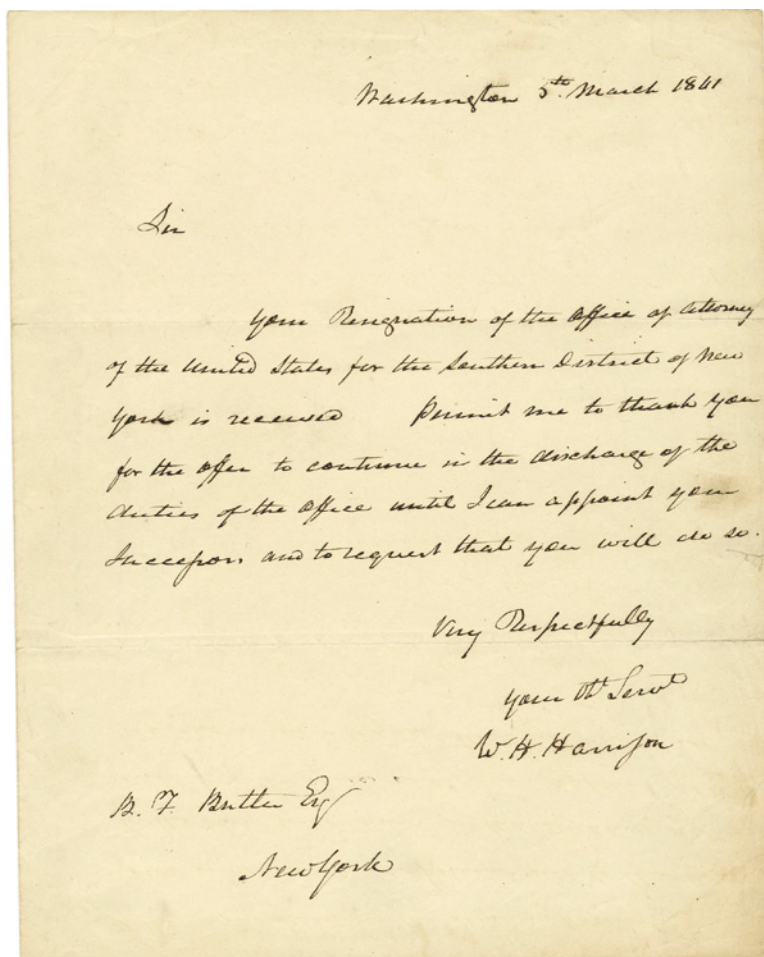 Washington 5th. March 1841
Sir
Your Resignation of the office of Attorney
of the United States for the Southern District of New
York is received Permit me to thank you
for the offer to continue in the discharge of the
duties of the office until I can appoint your
Successor and to request that you will do so.
Very Respectfully
your Obt Servt
W. H. Harrison
B. F. Butler Esq
New York